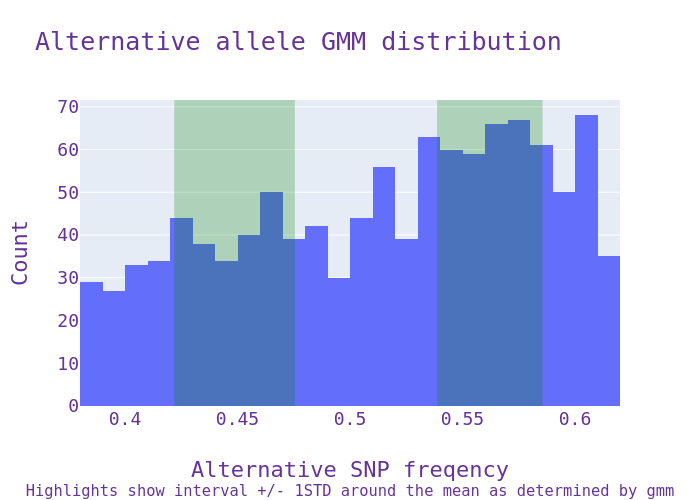 Alternative allele GMM distribution
70
60
50
40
30
20
10
0
Count
0.4 0.45 0.5 0.55 0.6
Alternative SNP freqency
Highlights show interval +/- 1STD around the mean as determined by gmm